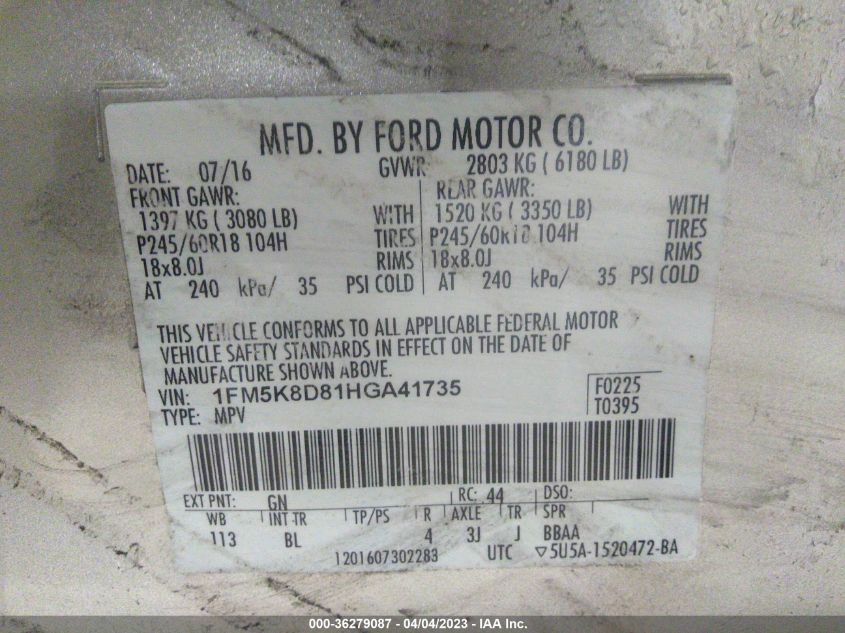 MFD. BY FORD MOTOR CO.
DATE: 07/16 GVWR: 2803 KG ( 6180 LB)
FRONT GAWR: REAR GAWR:
1397 KG ( 3080 LB) WITH 1520 KG ( 3350 LB) WITH
P245/60R18 104H TIRES P245/60R18 104H TIRES
18x8.0J RIMS 18x8.0J RIMS
AT 240 kPa/ 35 PSI COLD AT 240 kPa/ 35 PSI COLD
THIS VEHICLE CONFORMS TO ALL APPLICABLE FEDERAL MOTOR
VEHICLE SAFETY STANDARDS IN EFFECT ON THE DATE OF
MANUFACTURE SHOWN ABOVE.
VIN: 1FM5K8D81HGA41735 F0225
TYPE: MPV T0395
EXT PNT: GN RC: 44 DSO:
WB INT TR TP/PS R AXLE TR SPR
113 BL 4 3J J BBAA
1201607302283 UTC ▽5U5A-1520472-BA
000-36279087 - 04/04/2023 - IAA Inc.